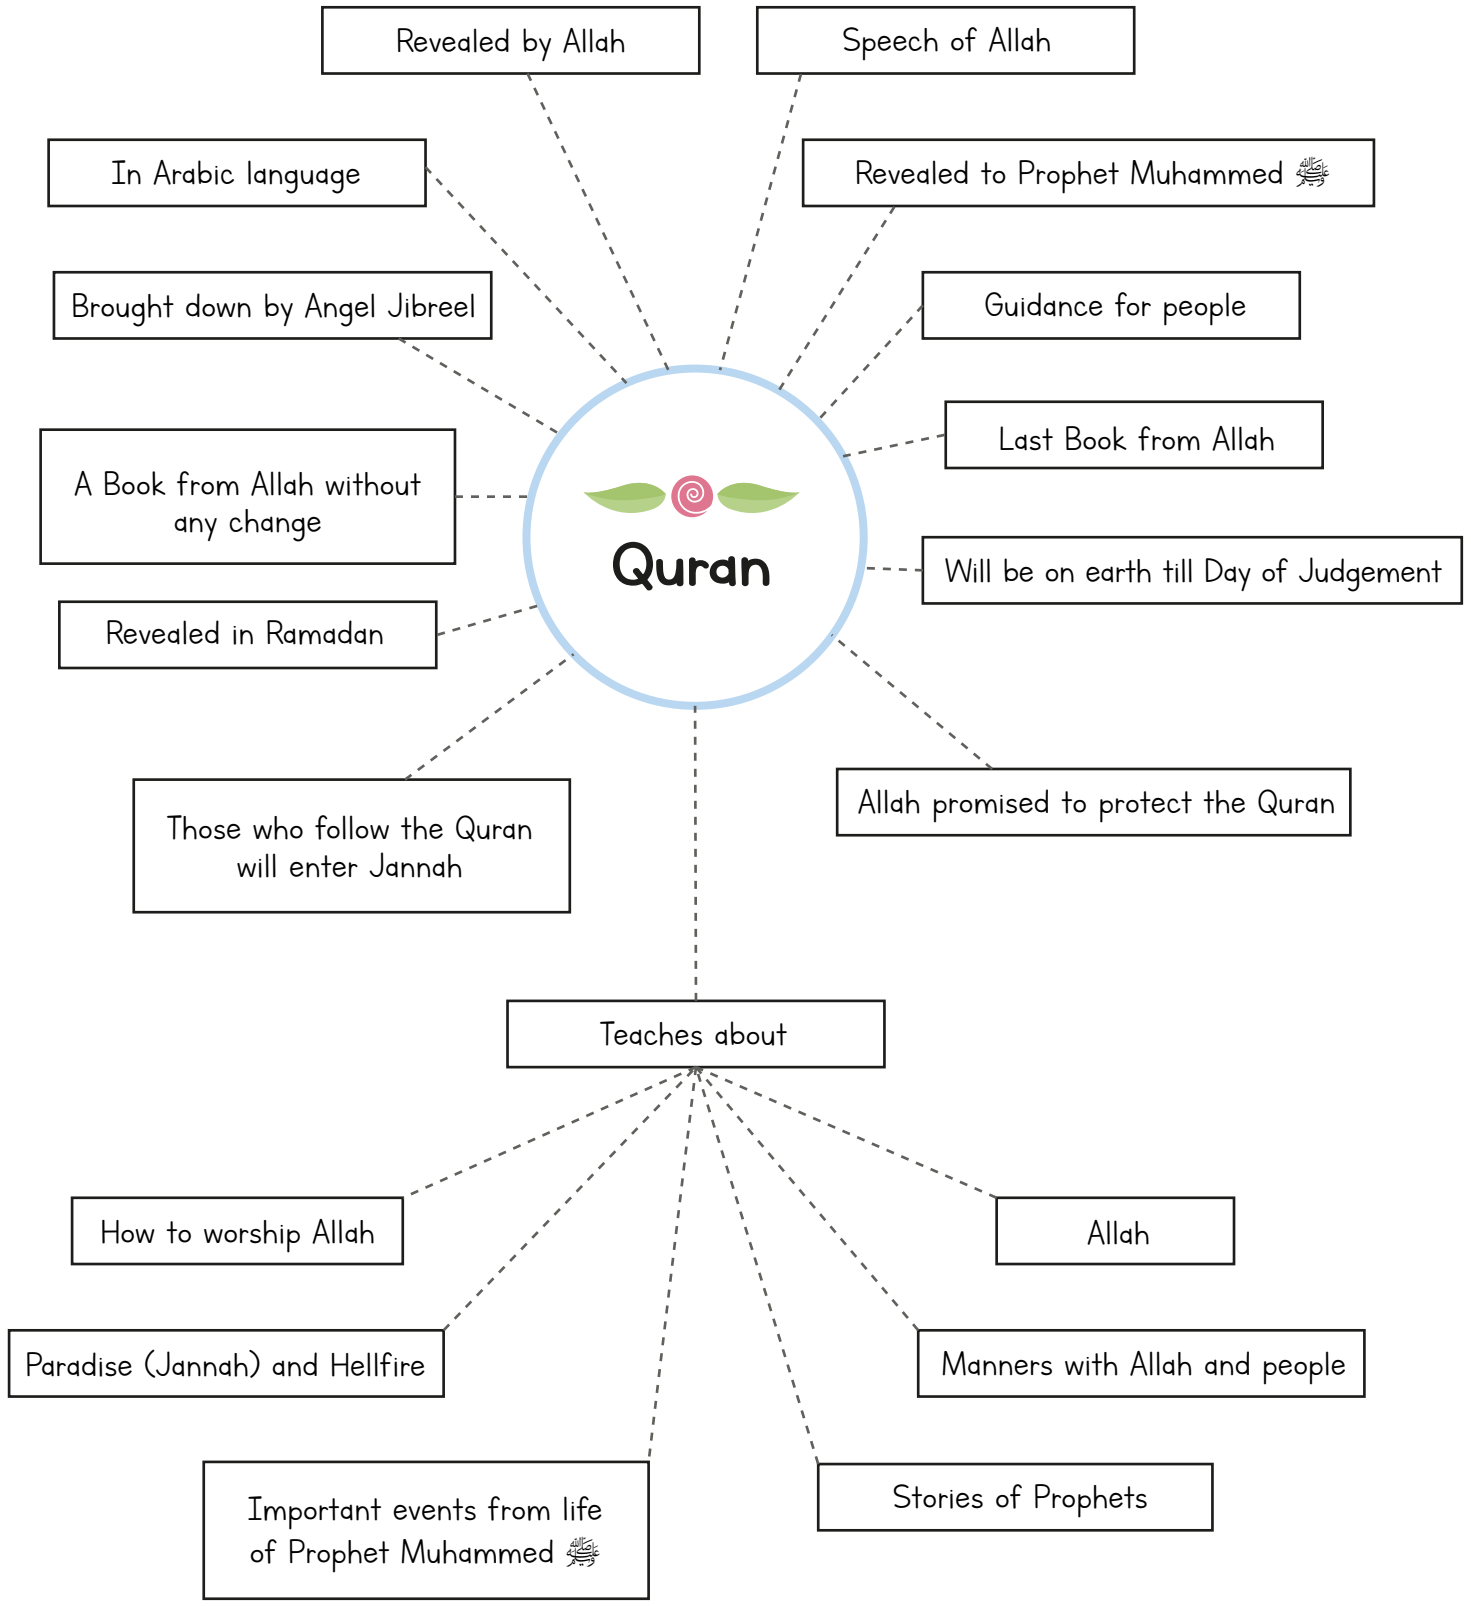 Revealed by Allah
Speech of Allah
In Arabic language
Revealed to Prophet Muhammed ﷺ
Brought down by Angel Jibreel
Guidance for people
Last Book from Allah
A Book from Allah without
any change
Quran
Will be on earth till Day of Judgement
Revealed in Ramadan
Allah promised to protect the Quran
Those who follow the Quran
will enter Jannah
Teaches about
How to worship Allah
Allah
Paradise (Jannah) and Hellfire
Manners with Allah and people
Important events from life
of Prophet Muhammed ﷺ
Stories of Prophets